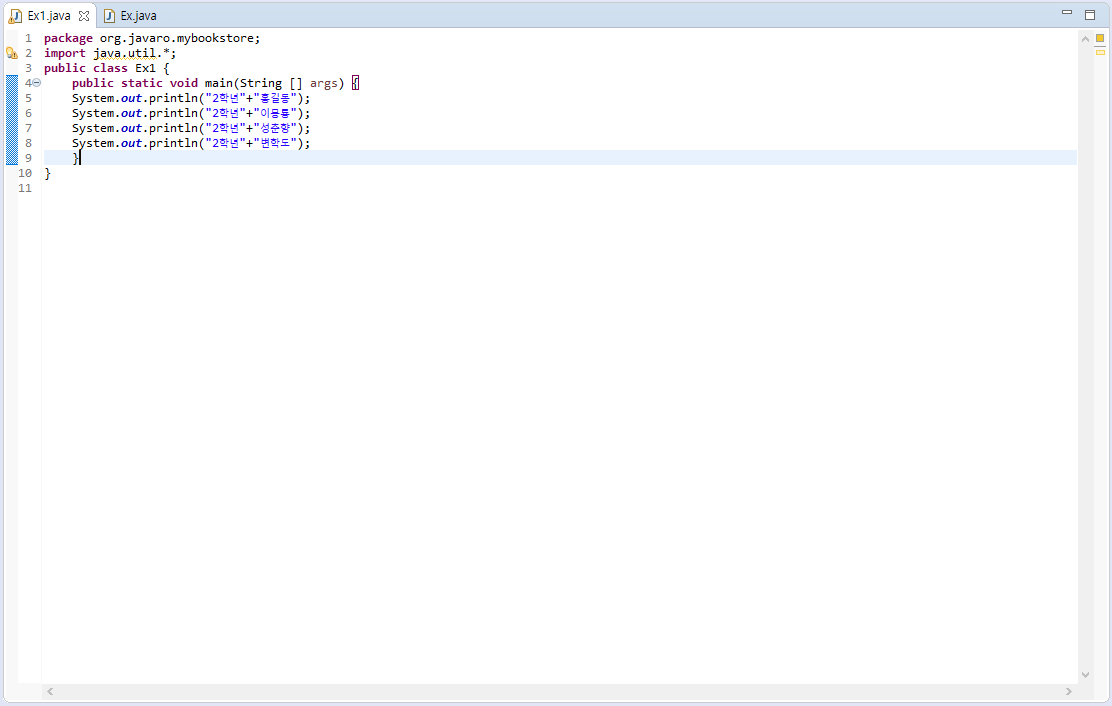 Ex1.java Ex.java
1 package org.javaro.mybookstore;
2 import java.util.*;
3 public class Ex1 {
4 public static void main(String [] args) {
5 System.out.println("2학년"+"홍길동");
6 System.out.println("2학년"+"이몽룡");
7 System.out.println("2학년"+"성춘향");
8 System.out.println("2학년"+"변학도");
9 }
10 }
11